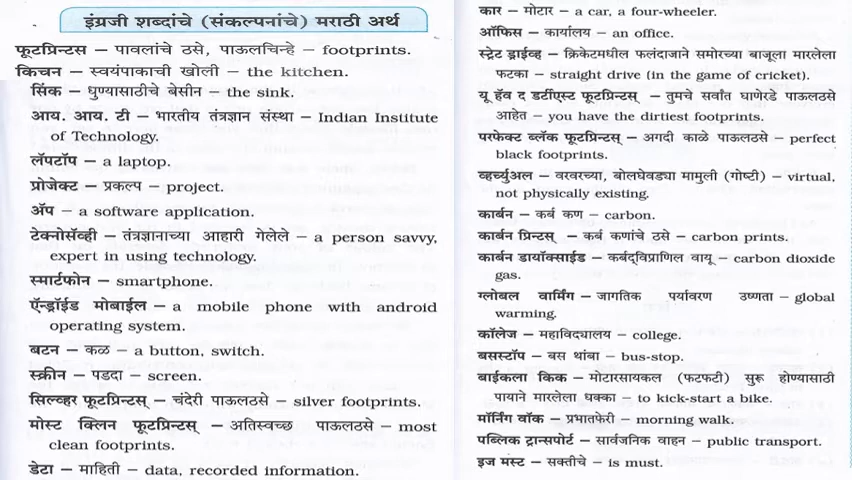 इंग्रजी शब्दांचे (संकल्पनांचे) मराठी अर्थ
फूटप्रिन्टस – पावलांचे ठसे, पाऊलचिन्हे – footprints.
किचन – स्वयंपाकाची खोली – the kitchen.
सिंक – धुण्यासाठीचे बेसीन – the sink.
आय. आय. टी – भारतीय तंत्रज्ञान संस्था – Indian Institute
of Technology.
लॅपटॉप – a laptop.
प्रोजेक्ट – प्रकल्प – project.
ॲप – a software application.
टेक्नोसॅव्ही – तंत्रज्ञानाच्या आहारी गेलेले – a person savvy,
expert in using technology.
स्मार्टफोन – smartphone.
ऍन्ड्रॉईड मोबाईल – a mobile phone with android
operating system.
बटन – कळ – a button, switch.
स्क्रीन – पडदा – screen.
सिल्व्हर फूटप्रिन्टस् – चंदेरी पाऊलठसे – silver footprints.
मोस्ट क्लिन फूटप्रिन्टस् – अतिस्वच्छ पाऊलठसे – most
clean footprints.
डेटा – माहिती – data, recorded information.
कार – मोटार – a car, a four-wheeler.
ऑफिस – कार्यालय – an office.
स्ट्रेट ड्राईव्ह – क्रिकेटमधील फलंदाजाने समोरच्या बाजूला मारलेला
फटका – straight drive (in the game of cricket).
यू हॅव द डर्टीएस्ट फूटप्रिन्टस् – तुमचे सर्वांत घाणेरडे पाऊलठसे
आहेत – you have the dirtiest footprints.
परफेक्ट ब्लॅक फूटप्रिन्टस् – अगदी काळे पाऊलठसे – perfect
black footprints.
व्हर्च्युअल – वरवरच्या, बोलघेवड्या मामुली (गोष्टी) – virtual,
not physically existing.
कार्बन – कर्ब कण – carbon.
कार्बन प्रिन्टस् – कर्ब कणांचे ठसे – carbon prints.
कार्बन डायॉक्साईड – कर्बद्विप्राणिल वायू – carbon dioxide
gas.
ग्लोबल वार्मिंग – जागतिक पर्यावरण उष्णता – global
warming.
कॉलेज – महाविद्यालय – college.
बसस्टॉप – बस थांबा – bus-stop.
बाईकला किक – मोटारसायकल (फटफटी) सुरू होण्यासाठी
पायाने मारलेला धक्का – to kick-start a bike.
मॉर्निंग वॉक – प्रभातफेरी – morning walk.
पब्लिक ट्रान्सपोर्ट – सार्वजनिक वाहन – public transport.
इज मस्ट – सक्तीचे – is must.